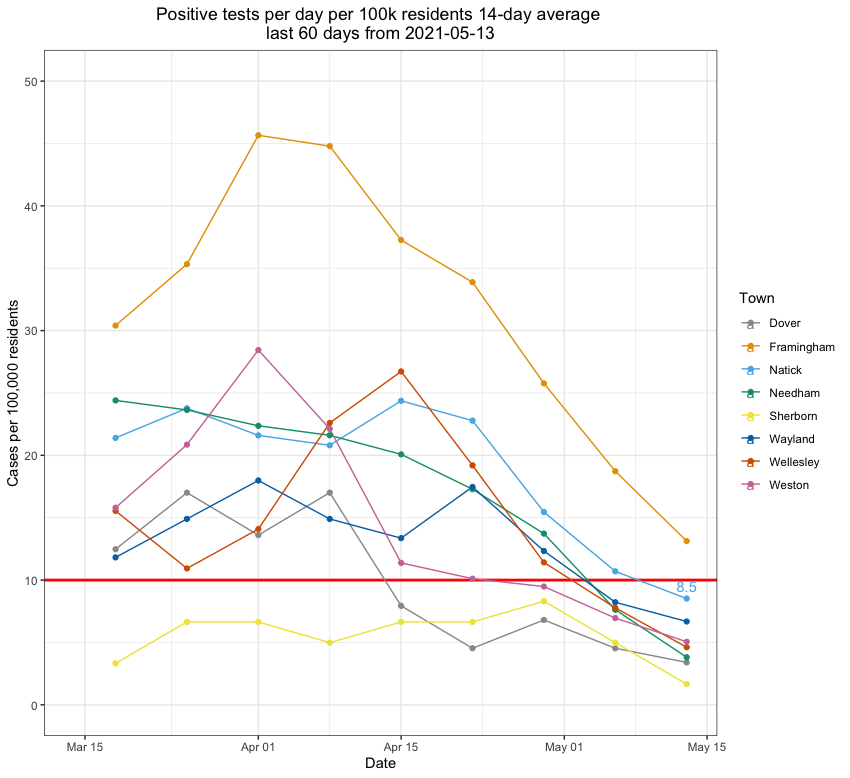 Positive tests per day per 100k residents 14-day average
last 60 days from 2021-05-13
Cases per 100,000 residents
50
40
30
20
10
0
8.5
Mar 15
Apr 01
Apr 15
May 01
May 15
Date
Town
a Dover
a Framingham
a Natick
a Needham
a Sherborn
a Wayland
a Wellesley
a Weston